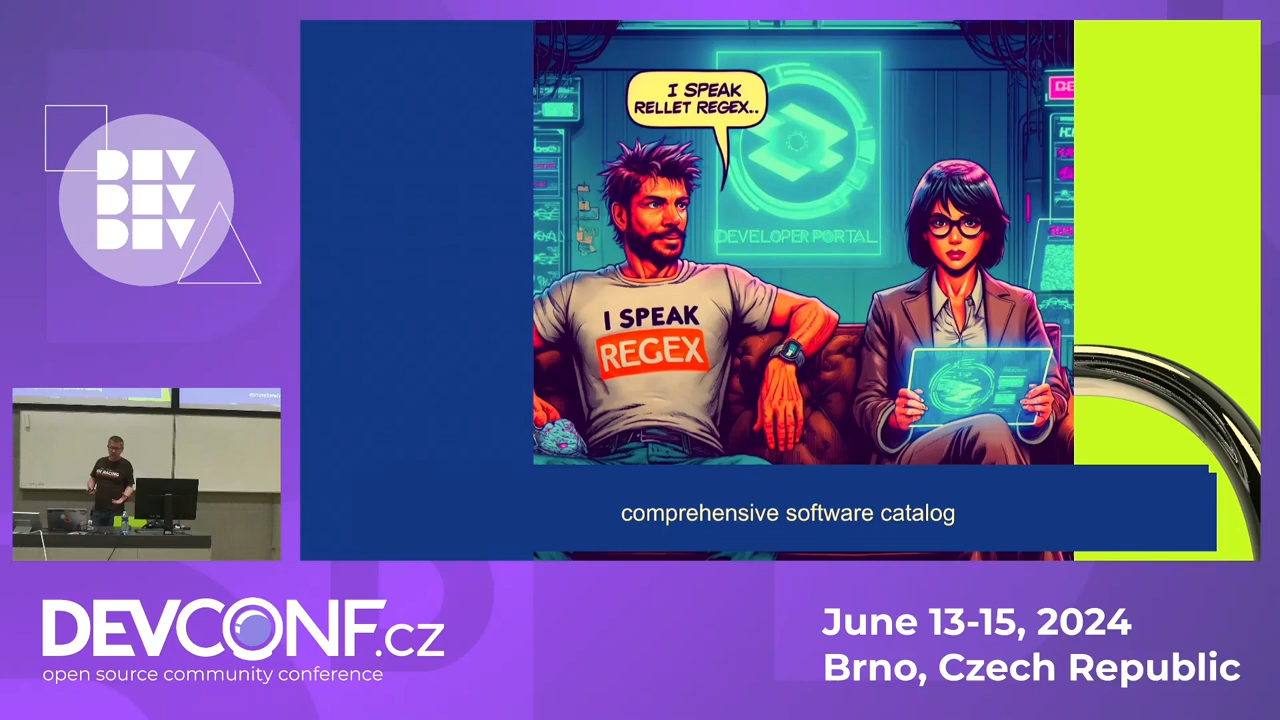 DEV
DEV
DEV
I SPEAK
RELLET REGEX..
DEVELOPER PORTAL
I SPEAK
REGEX
comprehensive software catalog
DEVCONF.cz
open source community conference
June 13-15, 2024
Brno, Czech Republic